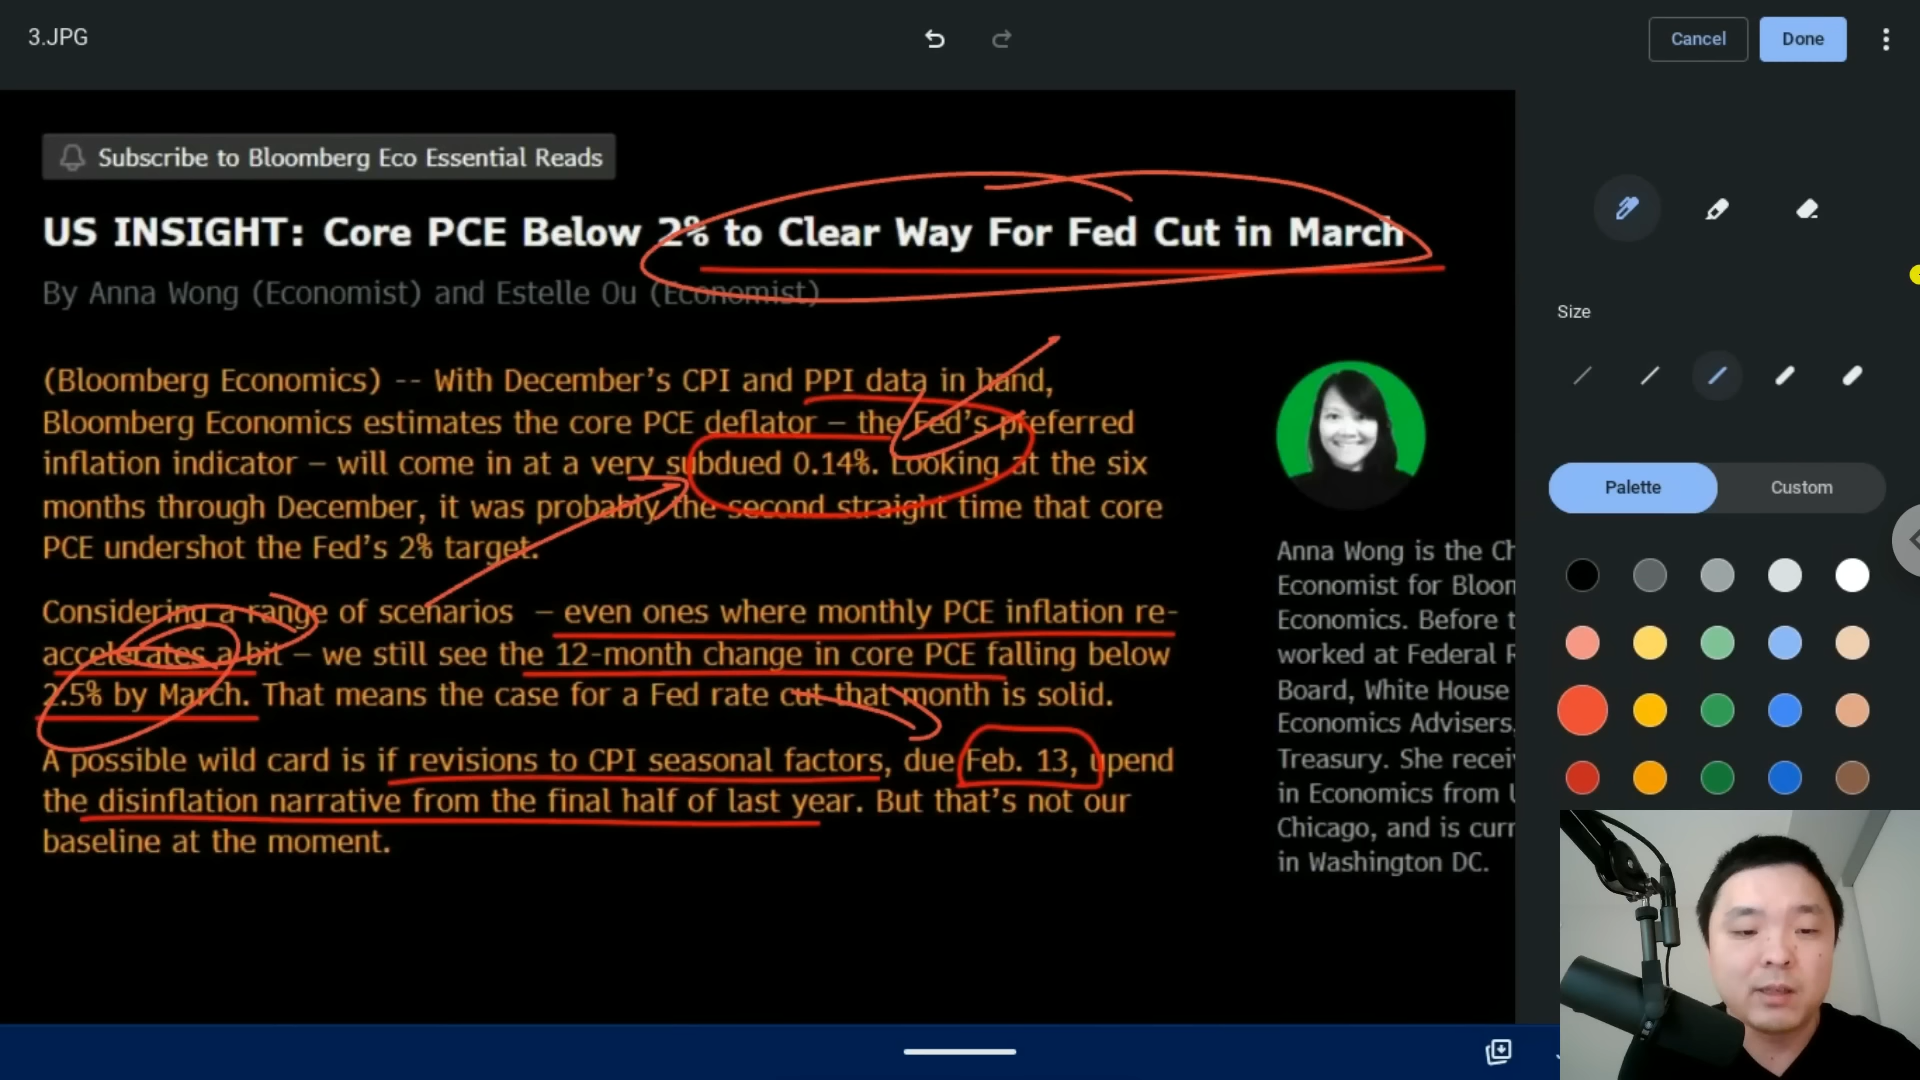 3.JPG
Cancel
Done
Subscribe to Bloomberg Eco Essential Reads
US INSIGHT: Core PCE Below 2% to Clear Way For Fed Cut in March
By Anna Wong (Economist) and Estelle Ou (Economist)
(Bloomberg Economics) -- With December's CPI and PPI data in hand,
Bloomberg Economics estimates the core PCE deflator – the Fed's preferred
inflation indicator – will come in at a very subdued 0.14%. Looking at the six
months through December, it was probably the second straight time that core
PCE undershot the Fed's 2% target.
Considering a range of scenarios – even ones where monthly PCE inflation re-
accelerates a bit – we still see the 12-month change in core PCE falling below
2.5% by March. That means the case for a Fed rate cut that month is solid.
A possible wild card is if revisions to CPI seasonal factors, due Feb. 13, upend
the disinflation narrative from the final half of last year. But that's not our
baseline at the moment.
Anna Wong is the Ch
Economist for Bloom
Economics. Before t
worked at Federal R
Board, White House
Economics Advisers,
Treasury. She recei
in Economics from U
Chicago, and is curr
in Washington DC.
Size
Palette
Custom